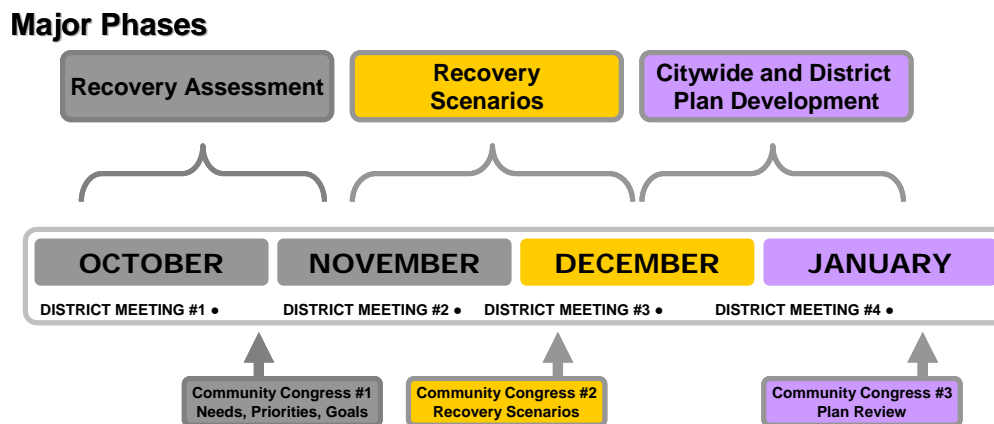 Major Phases
Recovery Assessment
Recovery
Scenarios
Citywide and District
Plan Development
OCTOBER
NOVEMBER
DECEMBER
JANUARY
DISTRICT MEETING #1 ●
DISTRICT MEETING #2 ●
DISTRICT MEETING #3 ●
DISTRICT MEETING #4 ●
Community Congress #1
Needs, Priorities, Goals
Community Congress #2
Recovery Scenarios
Community Congress #3
Plan Review